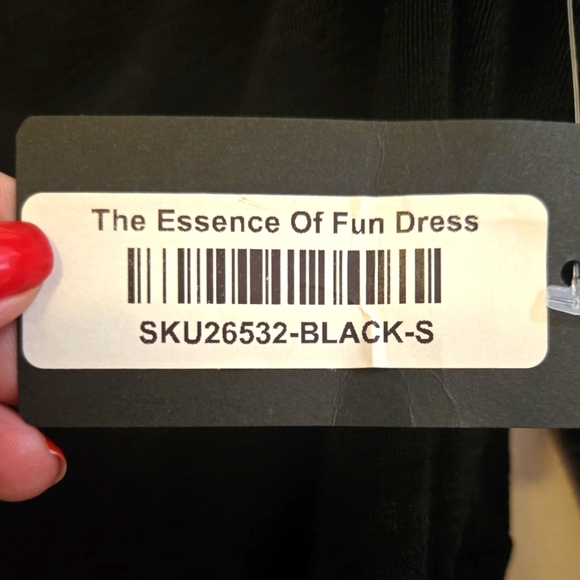 The Essence Of Fun Dress
SKU26532-BLACK-S